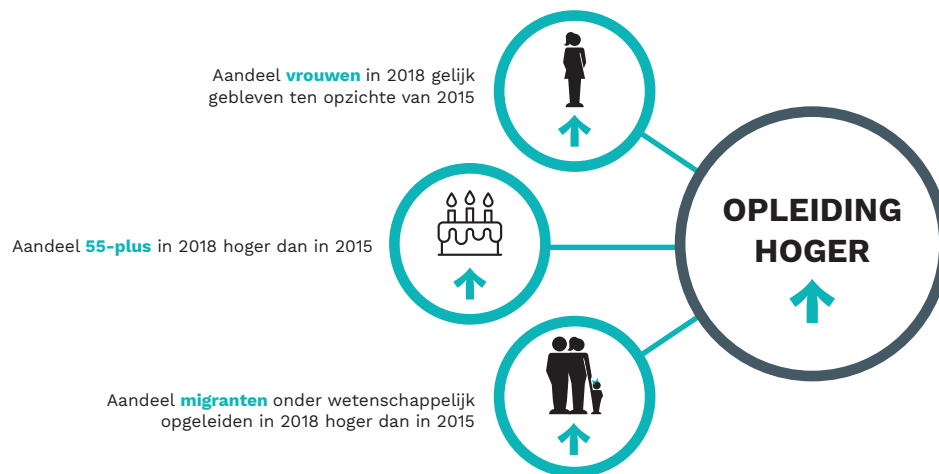 Aandeel vrouwen in 2018 gelijk
gebleven ten opzichte van 2015
Aandeel 55-plus in 2018 hoger dan in 2015
Aandeel migranten onder wetenschappelijk
opgeleiden in 2018 hoger dan in 2015
OPLEIDING
HOGER